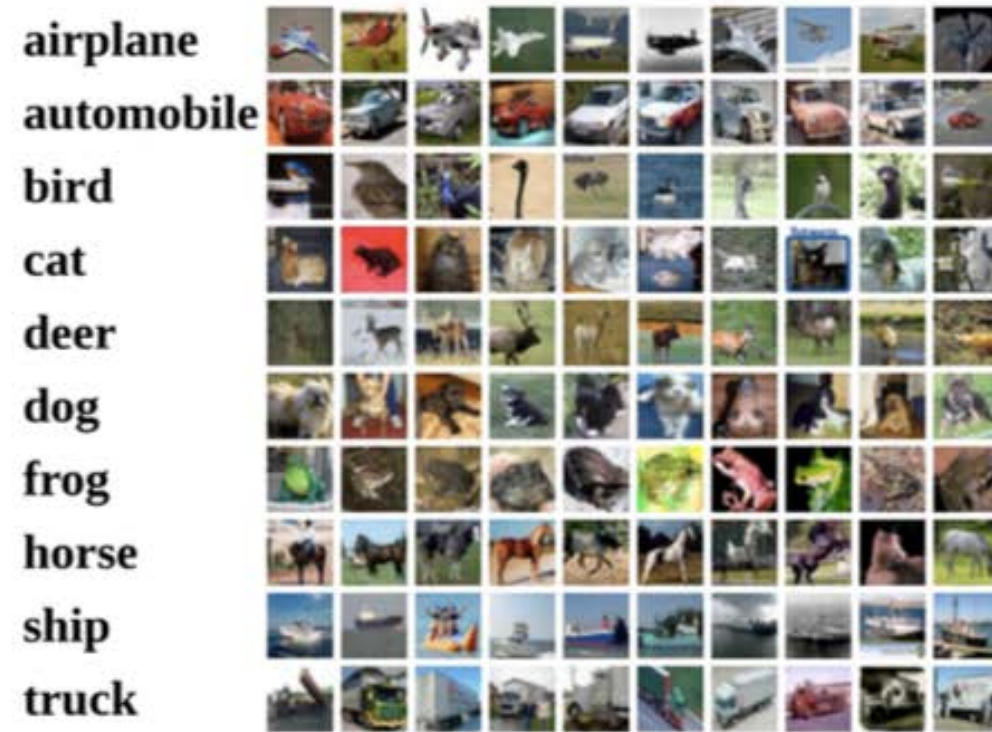 airplane
automobile
bird
cat
deer
dog
frog
horse
ship
truck